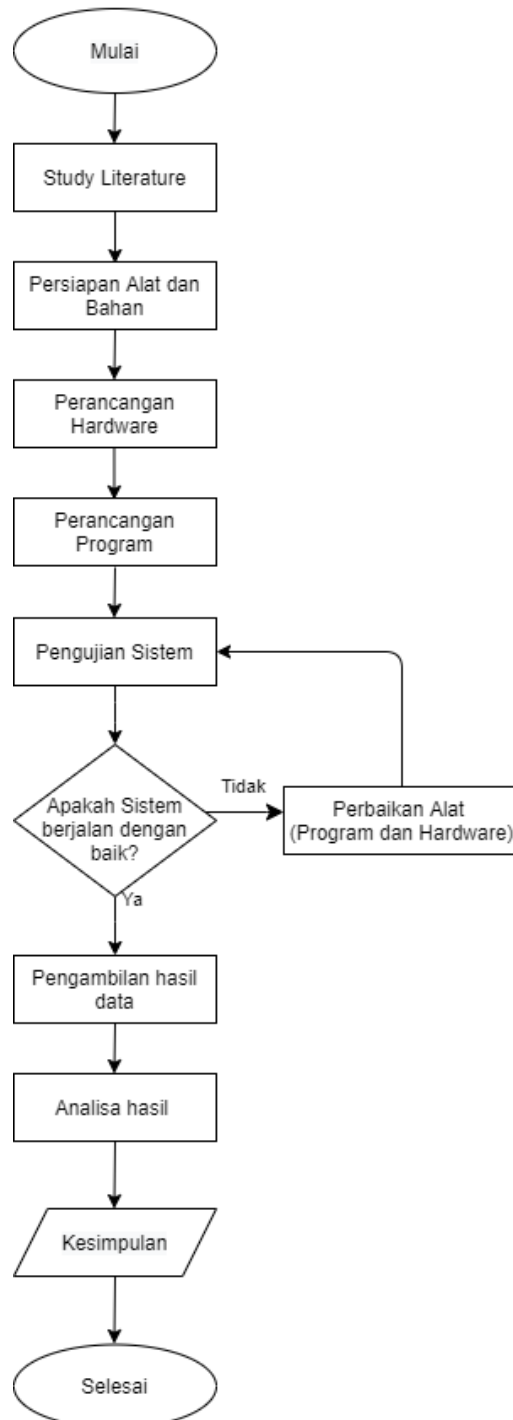 Mulai
Study Literature
Persiapan Alat dan
Bahan
Perancangan
Hardware
Perancangan
Program
Pengujian Sistem
Apakah Sistem
berjalan dengan
baik?
Tidak
Perbaikan Alat
(Program dan Hardware)
Ya
Pengambilan hasil
data
Analisa hasil
Kesimpulan
Selesai